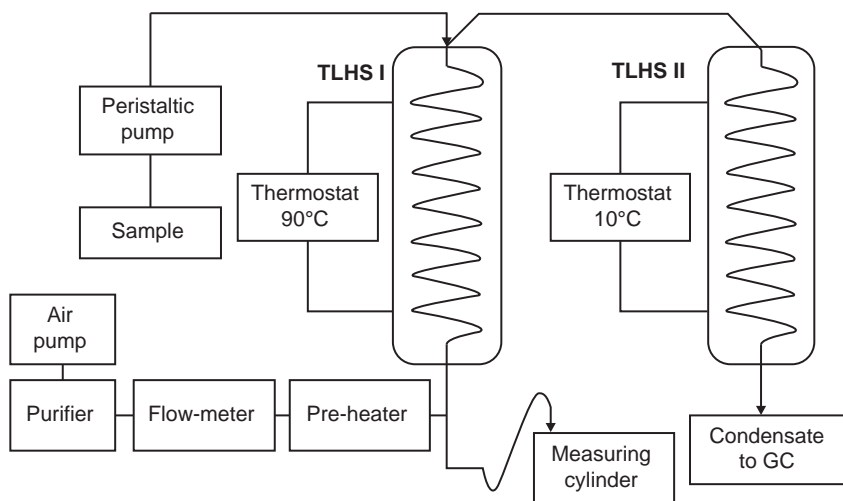 TLHS I
TLHS II
Peristaltic
pump
Thermostat
90°C
Thermostat
10°C
Sample
Air
pump
Purifier
Flow-meter
Pre-heater
Measuring
cylinder
Condensate
to GC